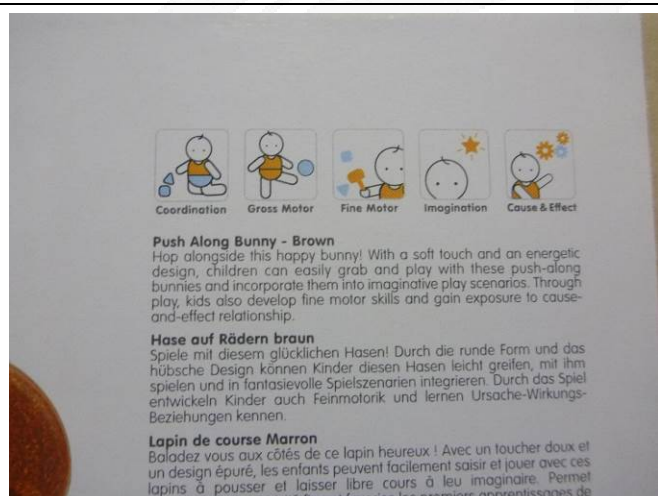 Coordination Gross Motor Fine Motor Imagination Cause & Effect
Push Along Bunny - Brown
Hop alongside this happy bunny! With a soft touch and an energetic
design, children can easily grab and play with these push-along
bunnies and incorporate them into imaginative play scenarios. Through
play, kids also develop fine motor skills and gain exposure to cause-
and-effect relationship.
Hase auf Rädern braun
Spiele mit diesem glücklichen Hasen! Durch die runde Form und das
hübsche Design können Kinder diesen Hasen leicht greifen, mit ihm
spielen und in fantasievolle Spielszenarien integrieren. Durch das Spiel
entwickeln Kinder auch Feinmotorik und lernen Ursache-Wirkungs-
Beziehungen kennen.
Lapin de course Marron
Baladez vous aux côtés de ce lapin heureux ! Avec un toucher doux et
un design épuré, les enfants peuvent facilement saisir et jouer avec ces
lapins à pousser et laisser libre cours à leu imaginaire. Permet
les premiers apprentissages de